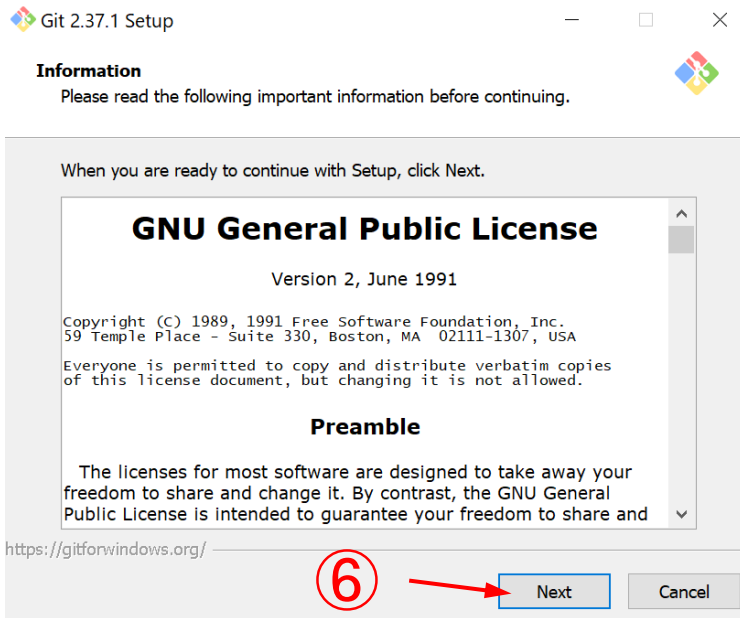 Git 2.37.1 Setup
Information
Please read the following important information before continuing.
When you are ready to continue with Setup, click Next.
GNU General Public License
Version 2, June 1991
Copyright (C) 1989, 1991 Free Software Foundation, Inc.
59 Temple Place - Suite 330, Boston, MA  02111-1307, USA
Everyone is permitted to copy and distribute verbatim copies
of this license document, but changing it is not allowed.
Preamble
The licenses for most software are designed to take away your
freedom to share and change it. By contrast, the GNU General
Public License is intended to guarantee your freedom to share and
https://gitforwindows.org/
⑥ Next Cancel